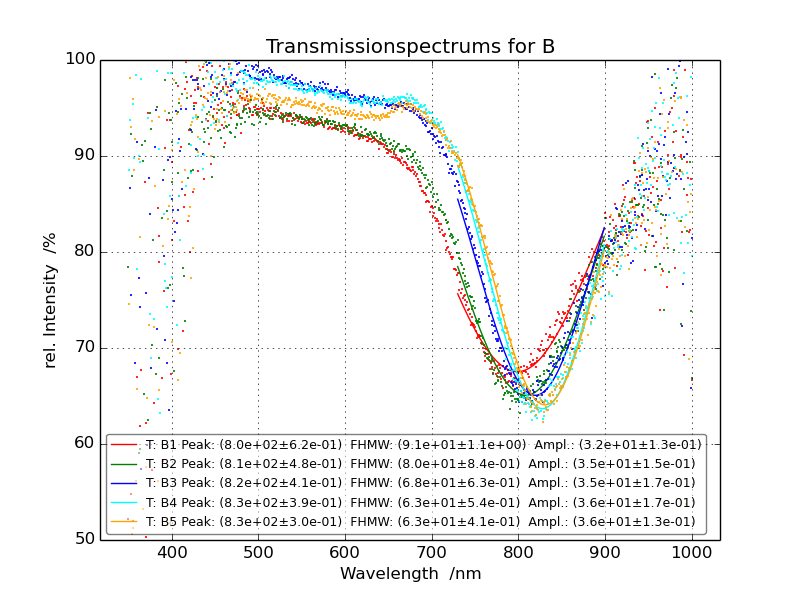 Transmissionspectrums for B
100
90
80
70
60
50
rel. Intensity /%
T: B1 Peak: (8.0e+02±6.2e-01) FHMW: (9.1e+01±1.1e+00) Ampl.: (3.2e+01±1.3e-01)
T: B2 Peak: (8.1e+02±4.8e-01) FHMW: (8.0e+01±8.4e-01) Ampl.: (3.5e+01±1.5e-01)
T: B3 Peak: (8.2e+02±4.1e-01) FHMW: (6.8e+01±6.3e-01) Ampl.: (3.5e+01±1.7e-01)
T: B4 Peak: (8.3e+02±3.9e-01) FHMW: (6.3e+01±5.4e-01) Ampl.: (3.6e+01±1.7e-01)
T: B5 Peak: (8.3e+02±3.0e-01) FHMW: (6.3e+01±4.1e-01) Ampl.: (3.6e+01±1.3e-01)
400 500 600 700 800 900 1000
Wavelength /nm